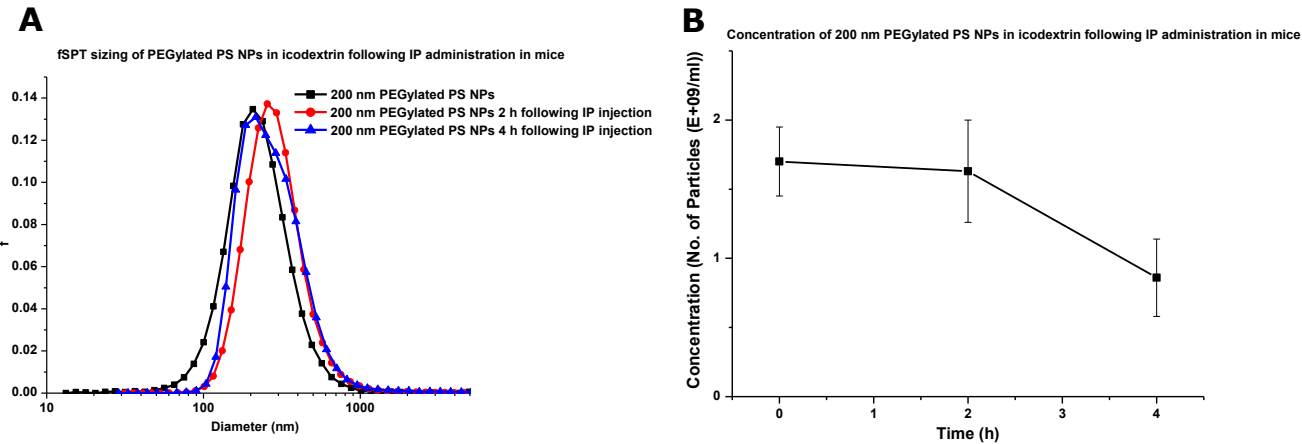 A
fSPT sizing of PEGylated PS NPs in icodextrin following IP administration in mice
200 nm PEGylated PS NPs
200 nm PEGylated PS NPs 2 h following IP injection
200 nm PEGylated PS NPs 4 h following IP injection
0.14
0.12
0.10
0.08
0.06
0.04
0.02
0.00
f
10
100
1000
Diameter (nm)
B
Concentration of 200 nm PEGylated PS NPs in icodextrin following IP administration in mice
Concentration (No. of Particles (E+09/ml))
2
1
0
0
1
2
3
4
Time (h)